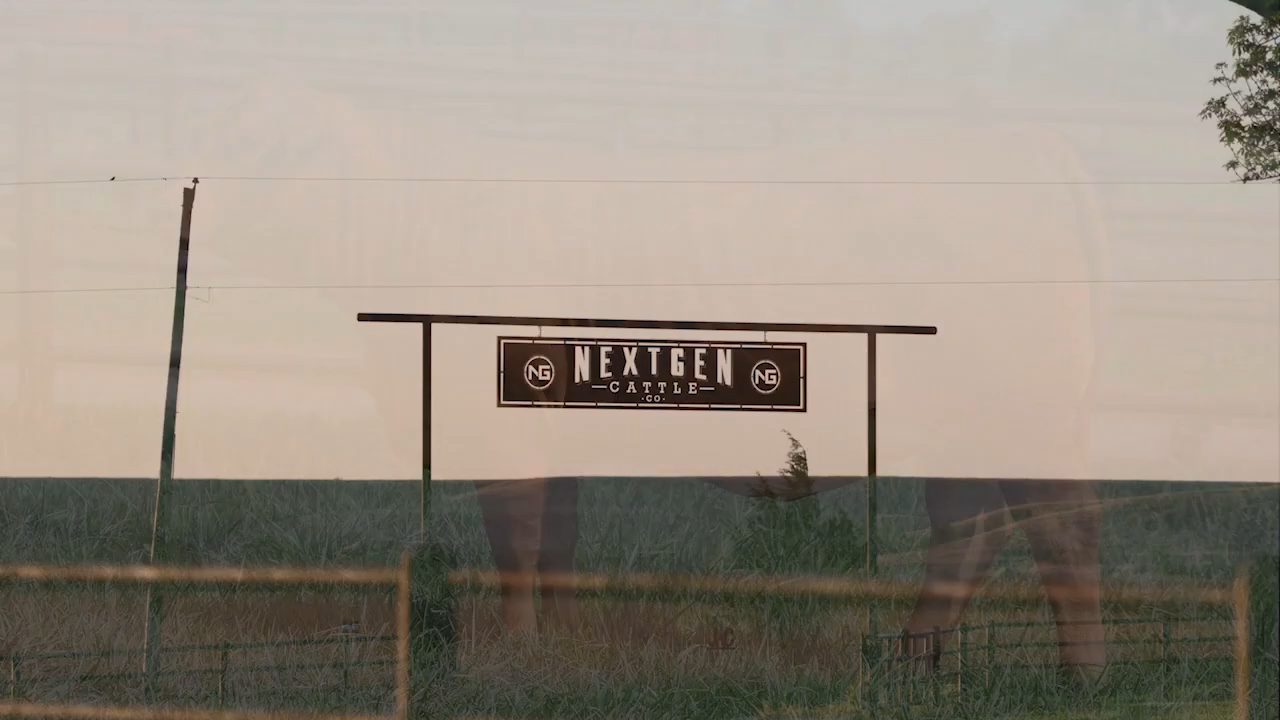 NG NEXTGEN NG
—CATTLE—
·CO·